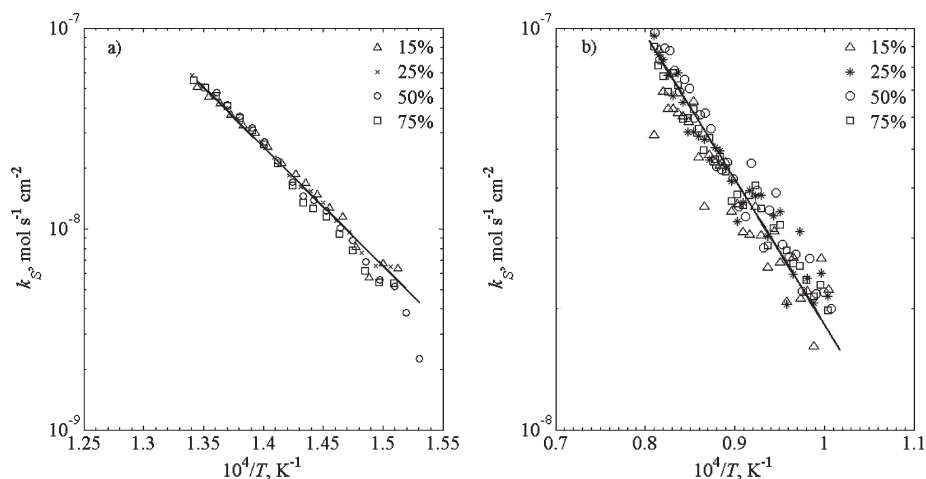 10⁻⁷
a)
△ 15%
× 25%
○ 50%
□ 75%
10⁻⁸
10⁻⁹
k_S, mol s⁻¹ cm⁻²
1.25 1.3 1.35 1.4 1.45 1.5 1.55
10⁴/T, K⁻¹
10⁻⁷
b)
△ 15%
✱ 25%
○ 50%
□ 75%
10⁻⁸
k_S, mol s⁻¹ cm⁻²
0.7 0.8 0.9 1 1.1
10⁴/T, K⁻¹